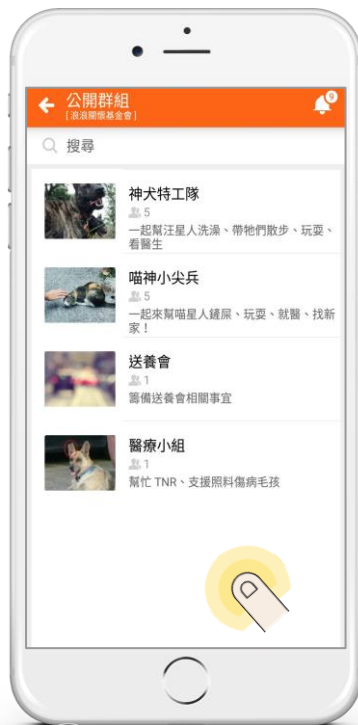 公開群組
[ 浪浪關懷基金會 ]
9
搜尋
神犬特工隊
5
一起幫汪星人洗澡、帶牠們散步、玩耍、
看醫生
喵神小尖兵
5
一起來幫喵星人鏟屎、玩耍、就醫、找新
家！
送養會
1
籌備送養會相關事宜
醫療小組
1
幫忙 TNR、支援照料傷病毛孩